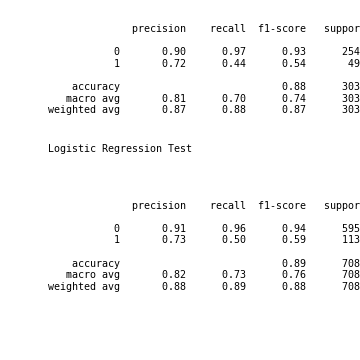 precision recall f1-score suppor
0 0.90 0.97 0.93 254
1 0.72 0.44 0.54 49
accuracy 0.88 303
macro avg 0.81 0.70 0.74 303
weighted avg 0.87 0.88 0.87 303
Logistic Regression Test
precision recall f1-score suppor
0 0.91 0.96 0.94 595
1 0.73 0.50 0.59 113
accuracy 0.89 708
macro avg 0.82 0.73 0.76 708
weighted avg 0.88 0.89 0.88 708